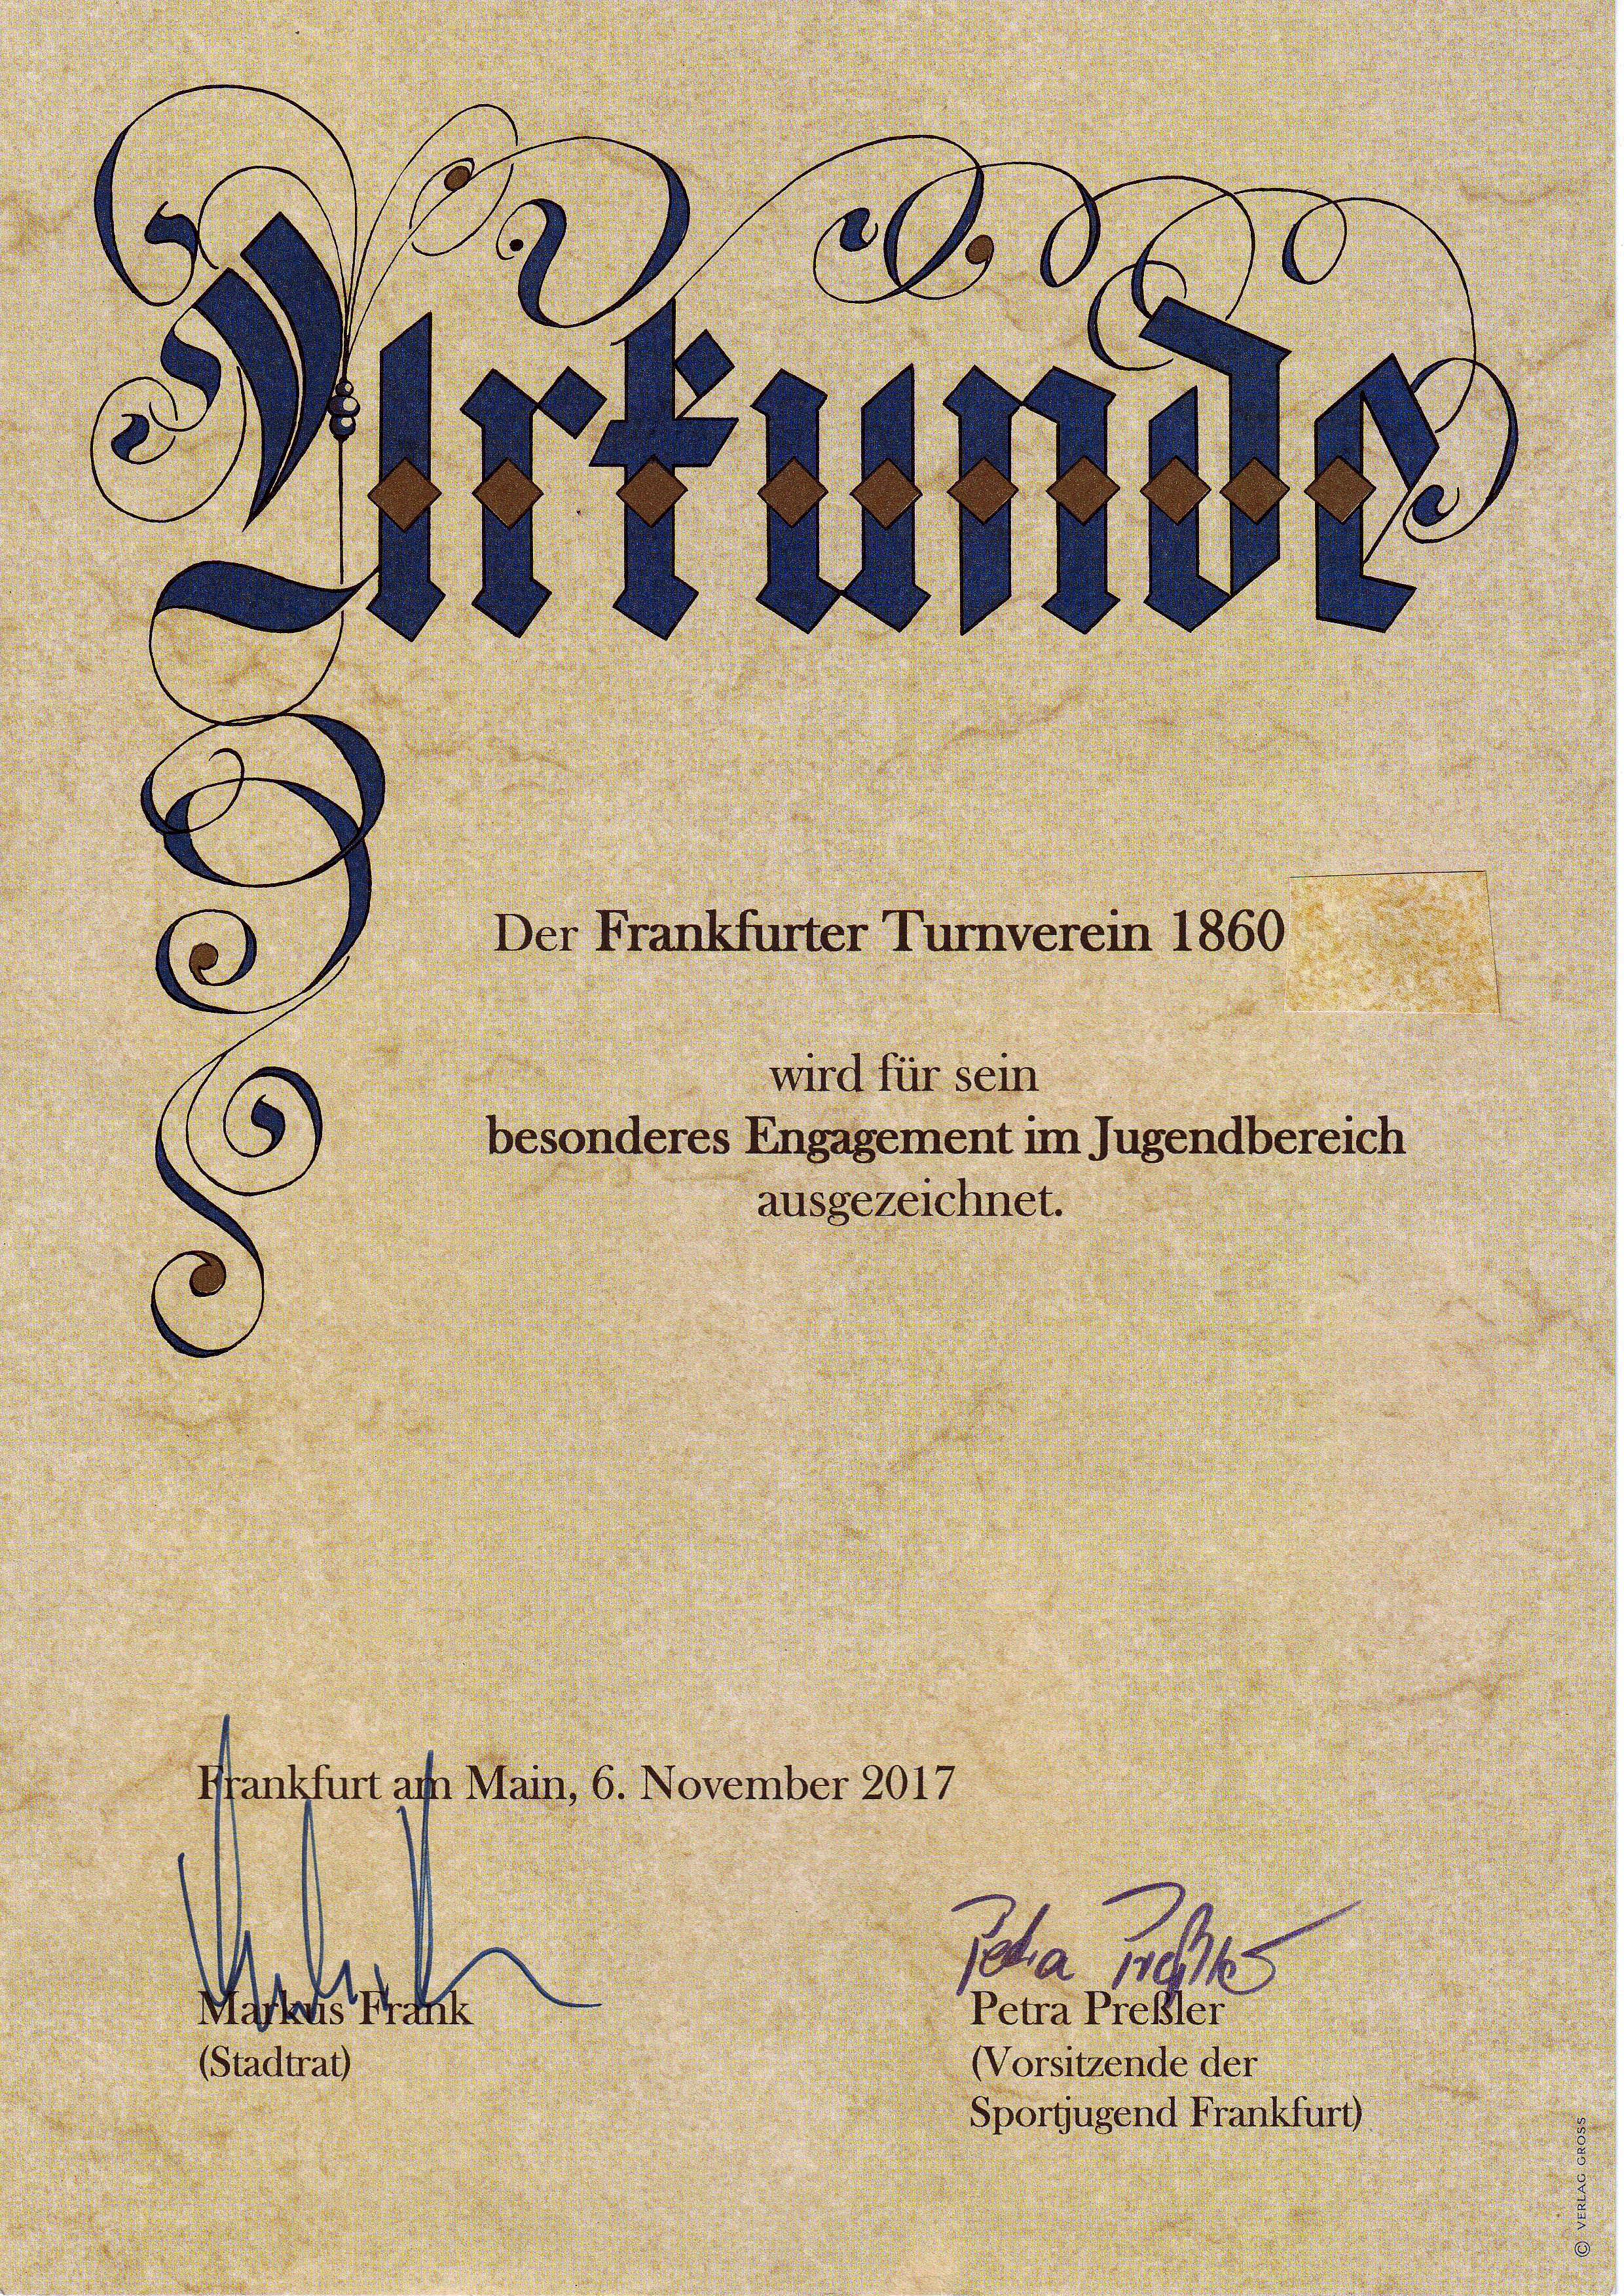 Urkunde
Der Frankfurter Turnverein 1860
wird für sein
besonderes Engagement im Jugendbereich
ausgezeichnet.
Frankfurt am Main, 6. November 2017
Petra Preßler
Markus Frank
(Stadtrat)
Petra Preßler
(Vorsitzende der
Sportjugend Frankfurt)
© VERLAG GROSS